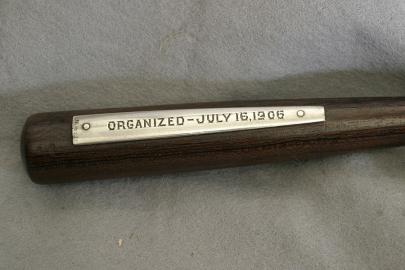 ORGANIZED-JULY 16, 1906